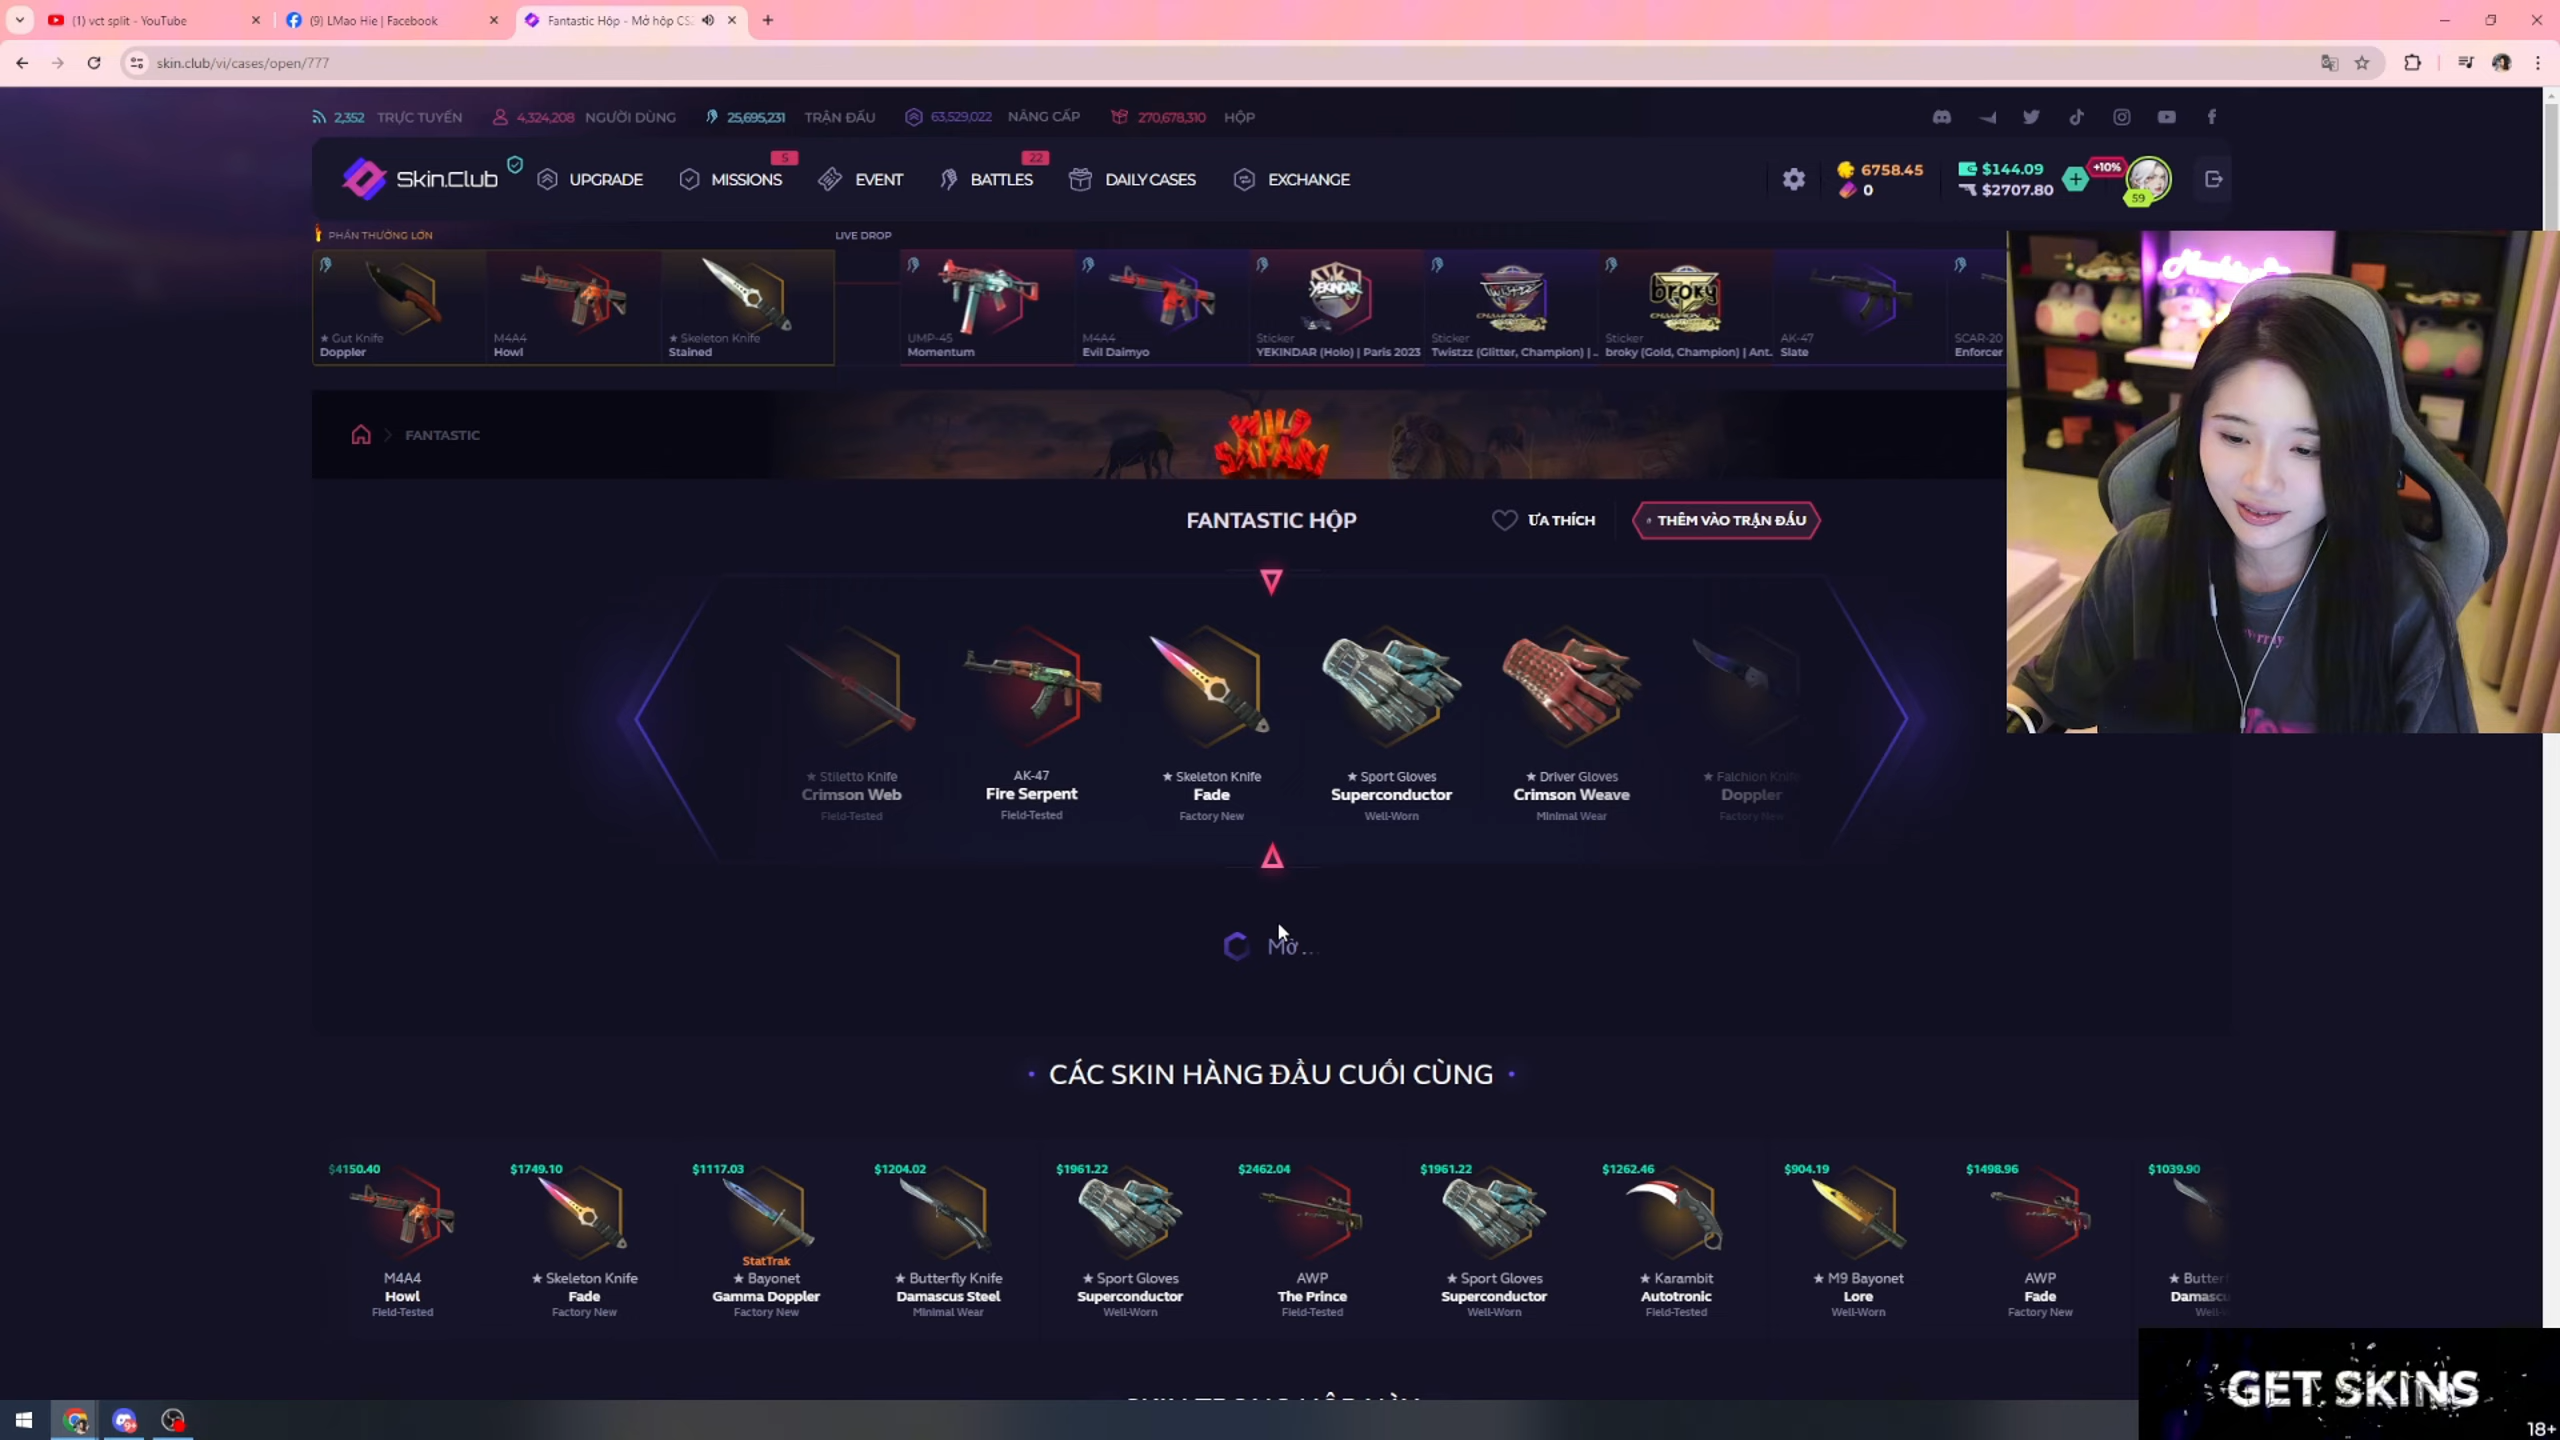 (1) vct split - YouTube
(9) LMao Hie | Facebook
Fantastic Hộp - Mở hộp CS
skin.club/vi/cases/open/777
2,352 TRỰC TUYẾN
4,324,208 NGƯỜI DÙNG
25,695,231 TRẬN ĐẤU
63,529,022 NÂNG CẤP
270,678,310 HỘP
Skin.Club
UPGRADE
MISSIONS
5
EVENT
BATTLES
22
DAILY CASES
EXCHANGE
6758.45
0
$144.09
$2707.80
+10%
59
PHẦN THƯỞNG LỚN
LIVE DROP
★ Gut Knife
Doppler
M4A4
Howl
★ Skeleton Knife
Stained
UMP-45
Momentum
M4A4
Evil Daimyo
Sticker
YEKINDAR (Holo) | Paris 2023
Sticker
Twistzz (Glitter, Champion) | ..
Sticker
broky (Gold, Champion) | Ant..
AK-47
Slate
SCAR-20
Enforcer
FANTASTIC
WILD
SAFARI
FANTASTIC HỘP
ƯA THÍCH
THÊM VÀO TRẬN ĐẤU
★ Stiletto Knife
Crimson Web
Field-Tested
AK-47
Fire Serpent
Field-Tested
★ Skeleton Knife
Fade
Factory New
★ Sport Gloves
Superconductor
Well-Worn
★ Driver Gloves
Crimson Weave
Minimal Wear
★ Falchion Knife
Doppler
Factory New
Mở ...
• CÁC SKIN HÀNG ĐẦU CUỐI CÙNG •
$4150.40
M4A4
Howl
Field-Tested
$1749.10
★ Skeleton Knife
Fade
Factory New
$1117.03
StatTrak
★ Bayonet
Gamma Doppler
Factory New
$1204.02
★ Butterfly Knife
Damascus Steel
Minimal Wear
$1961.22
★ Sport Gloves
Superconductor
Well-Worn
$2462.04
AWP
The Prince
Field-Tested
$1961.22
★ Sport Gloves
Superconductor
Well-Worn
$1262.46
★ Karambit
Autotronic
Field-Tested
$904.19
★ M9 Bayonet
Lore
Well-Worn
$1498.96
AWP
Fade
Factory New
$1039.90
★ Butterf
Damascu
Well-
GET SKINS
18+